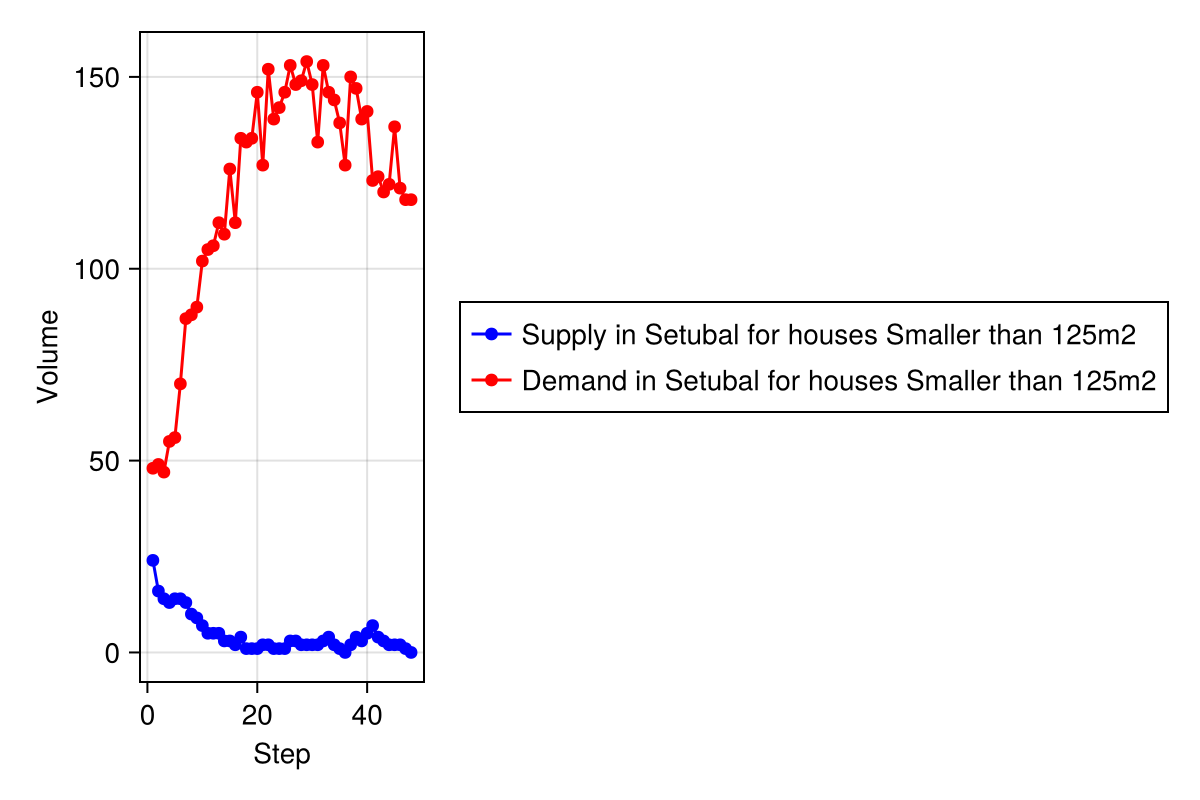 150
100
50
0
Volume
0 20 40
Step
Supply in Setubal for houses Smaller than 125m2
Demand in Setubal for houses Smaller than 125m2